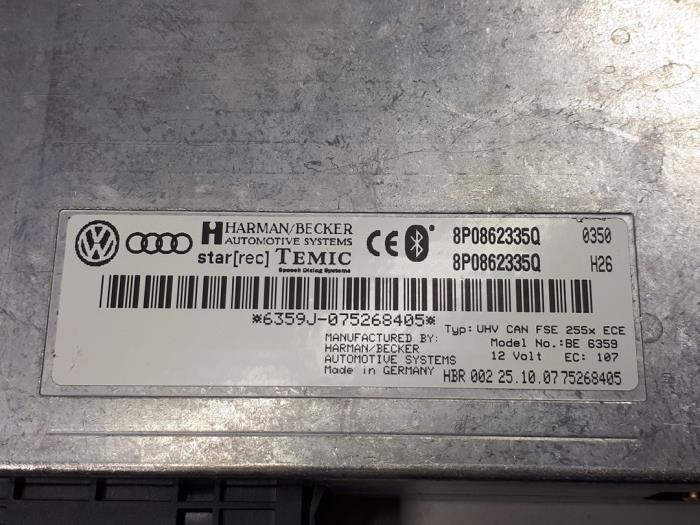 HARMAN/BECKER
AUTOMOTIVE SYSTEMS
star[rec] TEMIC
Speech Dialog Systems
CE
8P0862335Q 0350
8P0862335Q H26
*6359J-075268405*
Typ: UHV CAN FSE 255x ECE
Model No.:BE 6359
12 Volt EC: 107
MANUFACTURED BY:
HARMAN/BECKER
AUTOMOTIVE SYSTEMS
Made in GERMANY
HBR 002 25.10.07 75268405